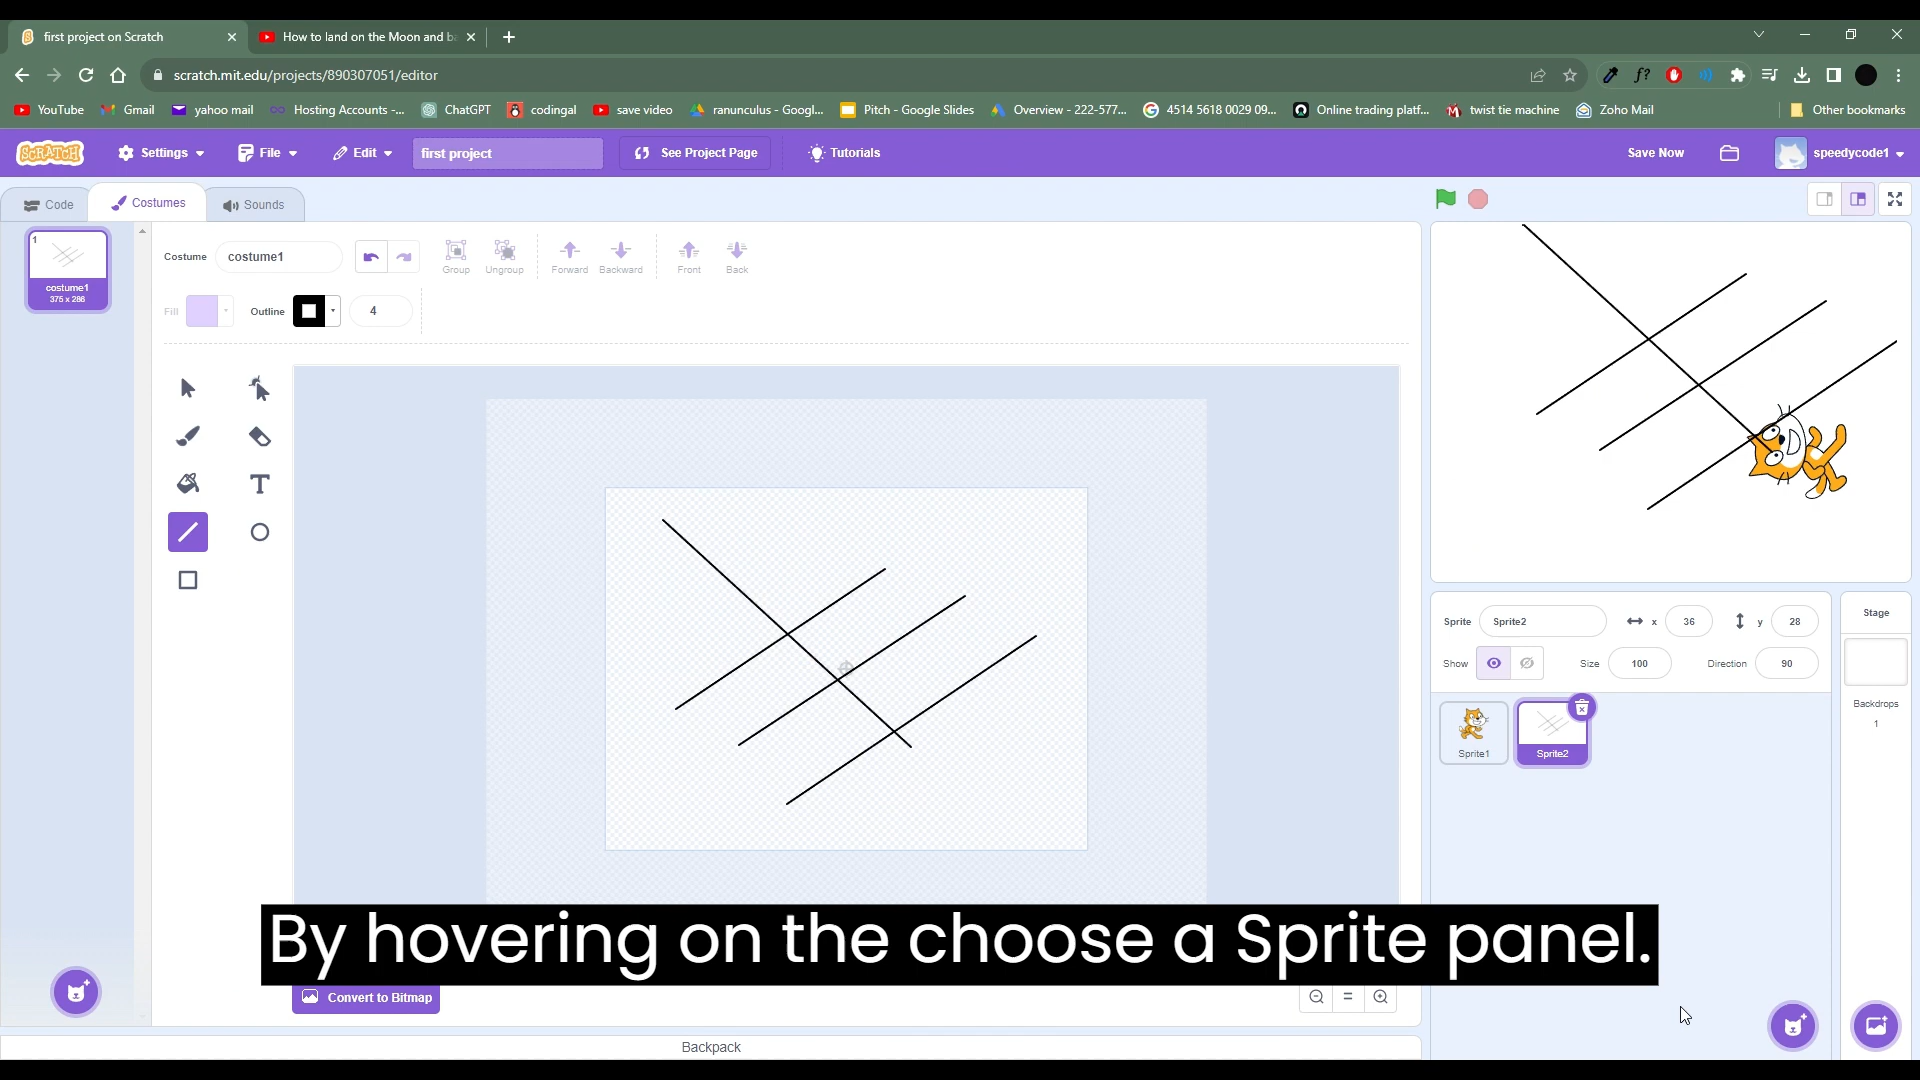 first project on Scratch
How to land on the Moon and ba
scratch.mit.edu/projects/890307051/editor
f?
YouTube
Gmail
yahoo mail
Hosting Accounts -...
ChatGPT
codingal
save video
ranunculus - Googl...
Pitch - Google Slides
Overview - 222-577...
4514 5618 0029 09...
Online trading platf...
twist tie machine
Zoho Mail
Other bookmarks
SCRATCH
Settings
File
Edit
first project
See Project Page
Tutorials
Save Now
speedycode1
Code
Costumes
Sounds
1
costume1
375 x 286
Costume
costume1
Group
Ungroup
Forward
Backward
Front
Back
Fill
Outline
4
T
Sprite
Sprite2
x
36
y
28
Show
Size
100
Direction
90
Stage
Backdrops
1
Sprite1
Sprite2
By hovering on the choose a Sprite panel.
Convert to Bitmap
Backpack